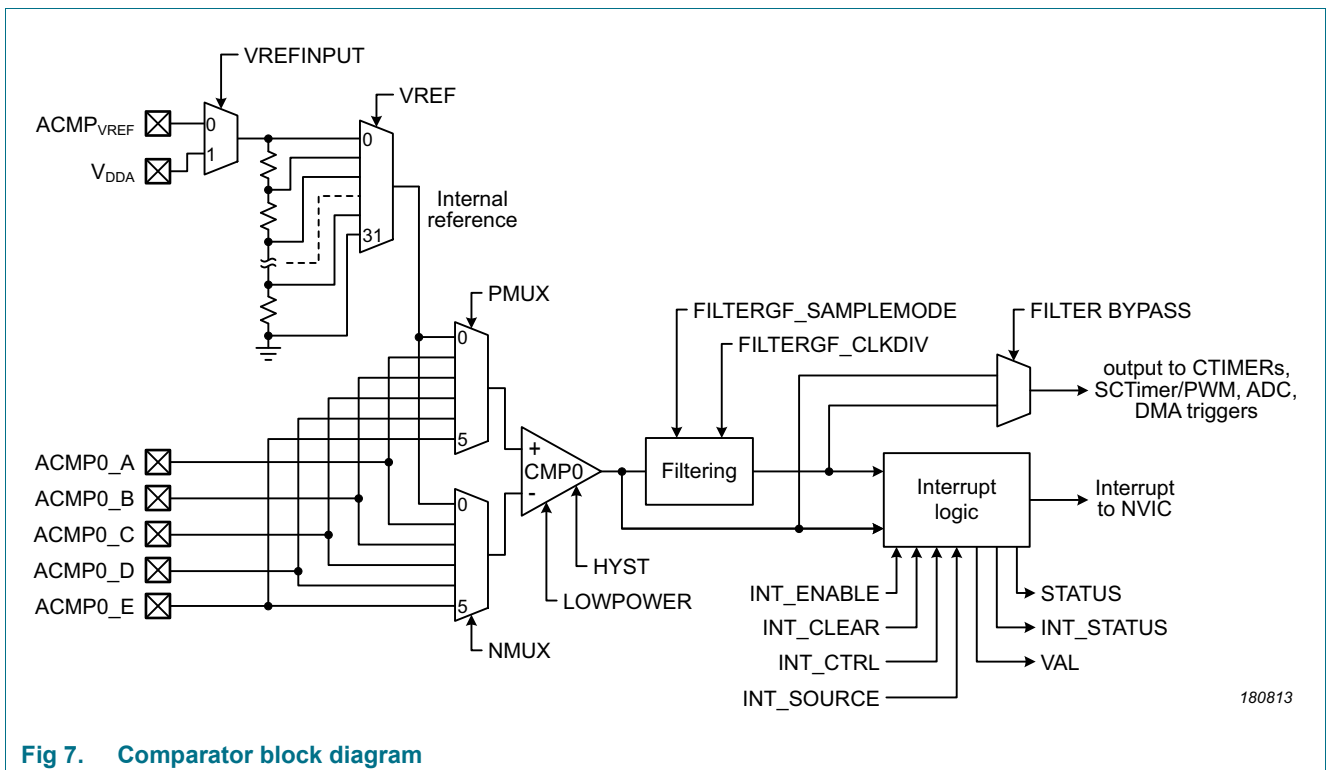 VREFINPUT
VREF
ACMPVREF
0
0
1
VDDA
Internal
reference
31
PMUX
0
FILTERGF_SAMPLEMODE
FILTER BYPASS
FILTERGF_CLKDIV
output to CTIMERs,
SCTimer/PWM, ADC,
DMA triggers
5
ACMP0_A
+
CMP0
-
Filtering
ACMP0_B
0
Interrupt
logic
Interrupt
to NVIC
ACMP0_C
ACMP0_D
HYST
ACMP0_E
5
LOWPOWER
INT_ENABLE
STATUS
INT_CLEAR
INT_STATUS
NMUX
INT_CTRL
VAL
INT_SOURCE
180813
Fig 7. Comparator block diagram